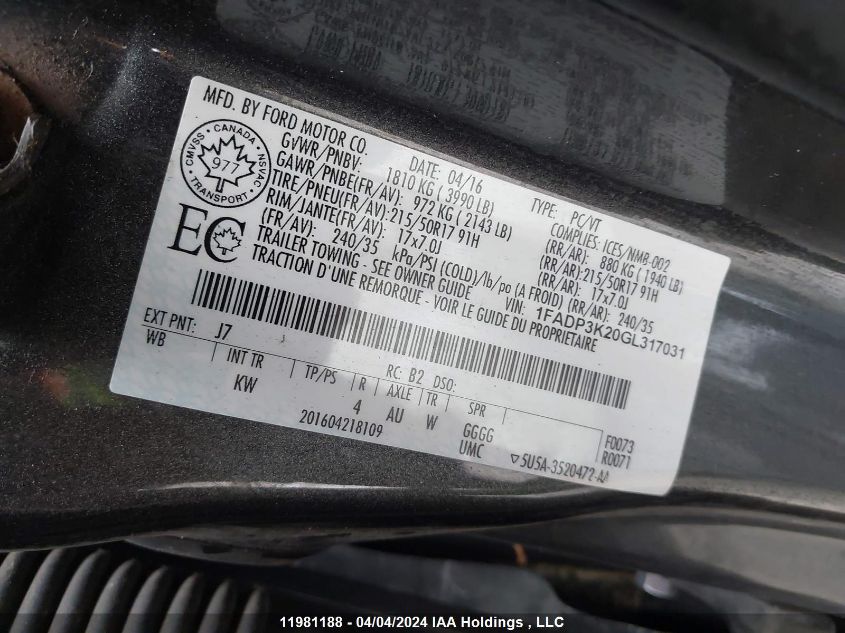 MFD. BY FORD MOTOR CO.
DATE: 04/16 TYPE: PC/VT
GVWR/PNBV: 1810 KG ( 3990 LB) COMPLIES: ICES/NMB-002
GAWR/PNBE(FR/AV): 972 KG ( 2143 LB) (RR/AR): 880 KG ( 1940 LB)
TIRE/PNEU(FR/AV):215/50R17 91H (RR/AR):215/50R17 91H
RIM/JANTE(FR/AV): 17x7.0J (RR/AR): 17x7.0J
(FR/AV): 240/35 kPa/PSI (COLD)/lb/po (A FROID) (RR/AR): 240/35
TRAILER TOWING - SEE OWNER GUIDE VIN: 1FADP3K20GL317031
TRACTION D'UNE REMORQUE - VOIR LE GUIDE DU PROPRIETAIRE
CMVSS • CANADA • NSVAC • TRANSPORT •
977
EC
EXT PNT: J7 RC: B2 DSO:
WB INT TR TP/PS R AXLE TR SPR
KW 4 AU W GGGG F0073
UMC R0071
201604218109 ▽5U5A-3520472-AA
11981188 - 04/04/2024 IAA Holdings , LLC